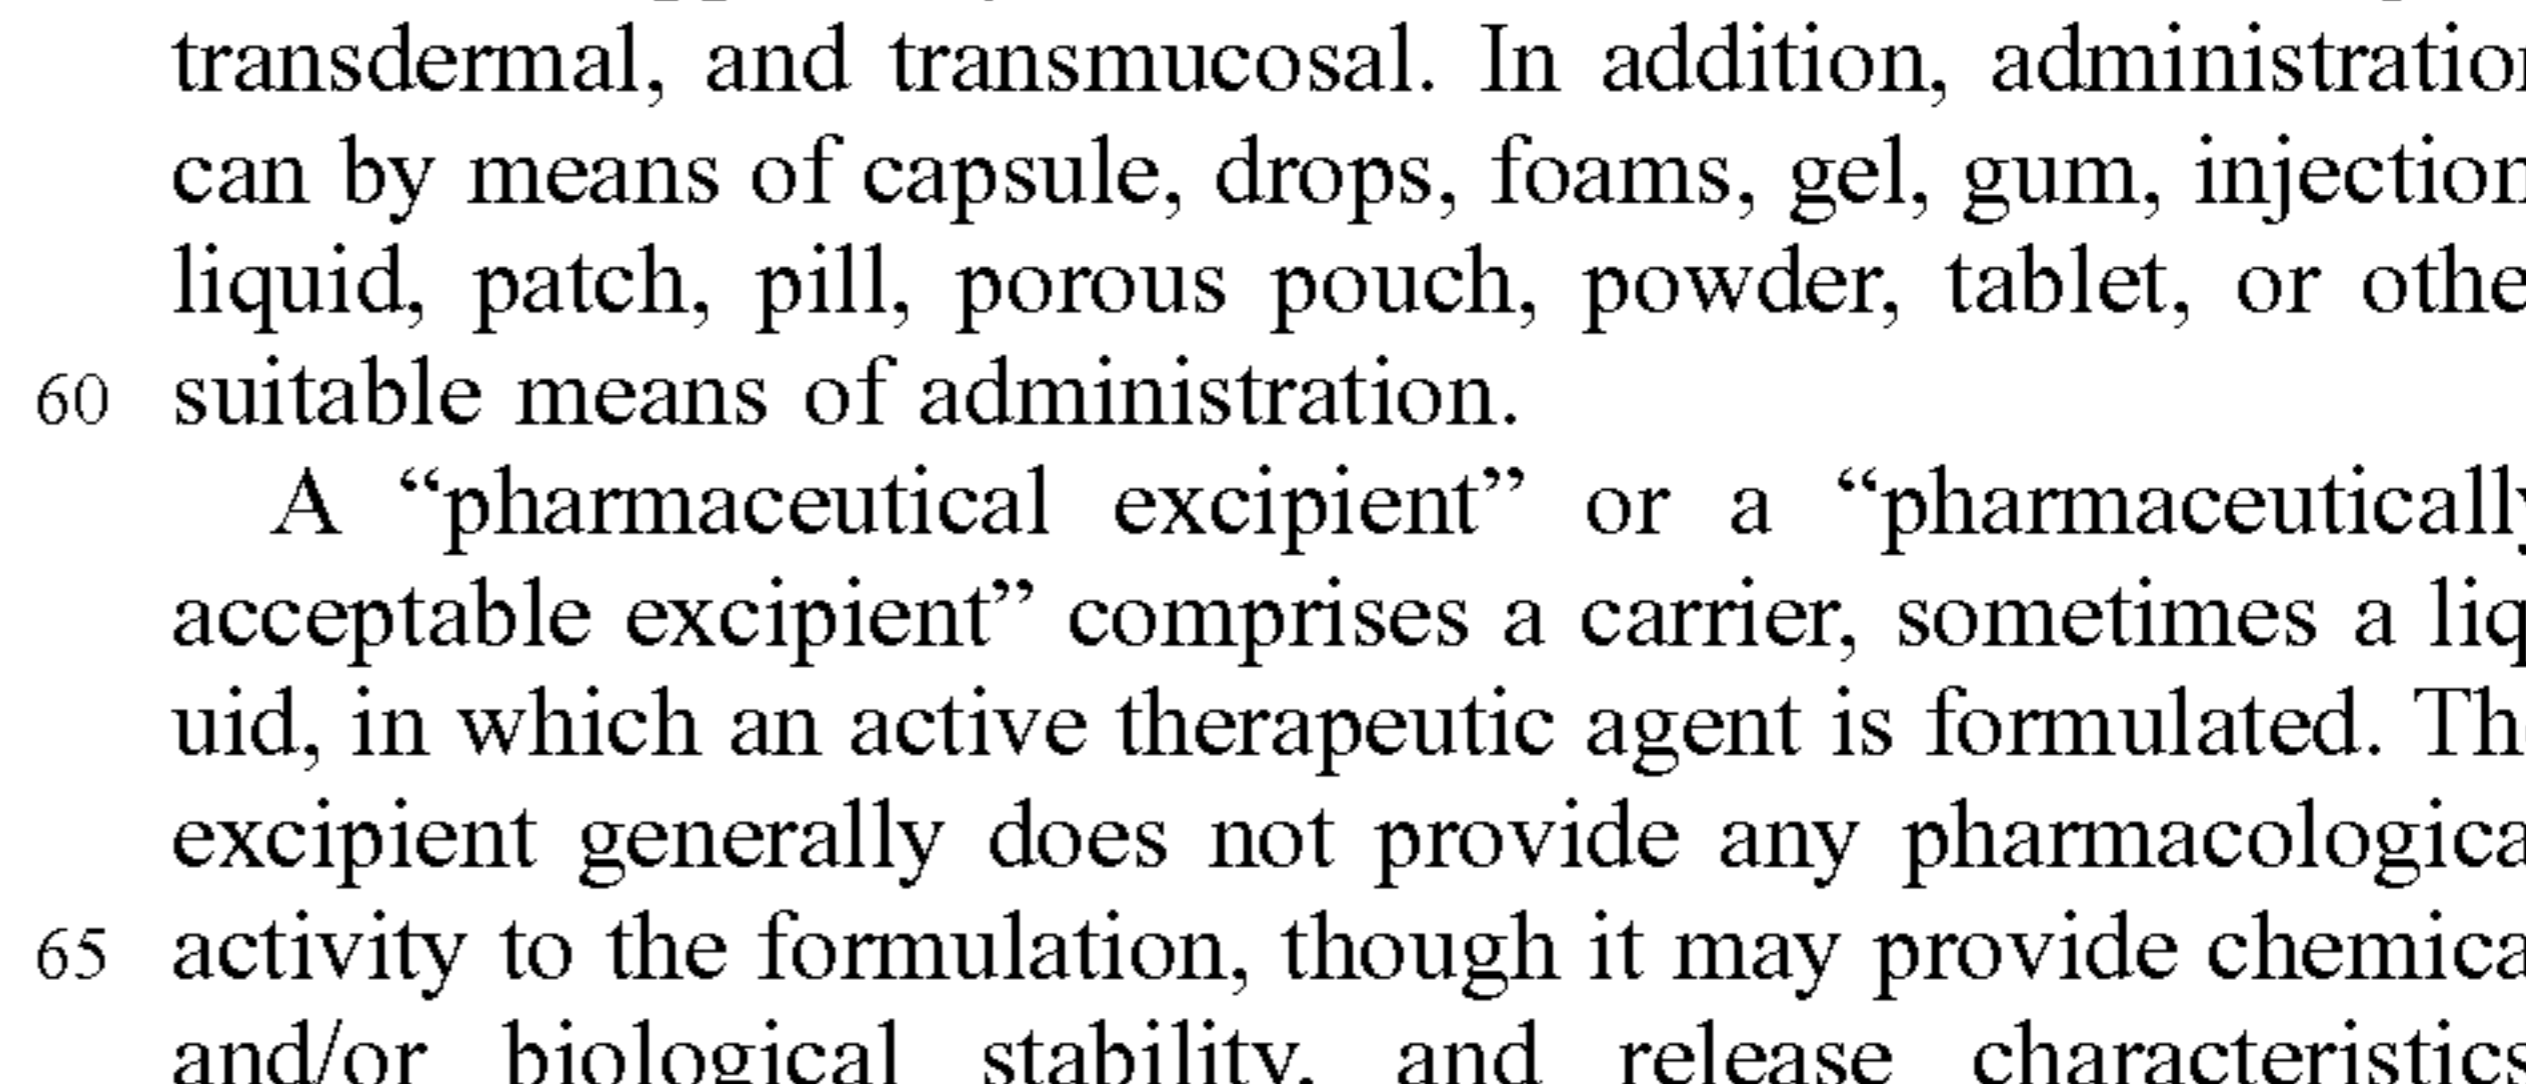 transdermal, and transmucosal. In addition, administration
can by means of capsule, drops, foams, gel, gum, injection
liquid, patch, pill, porous pouch, powder, tablet, or othe
60 suitable means of administration.
A “pharmaceutical excipient” or a “pharmaceutically
acceptable excipient” comprises a carrier, sometimes a liq
uid, in which an active therapeutic agent is formulated. The
excipient generally does not provide any pharmacologica
65 activity to the formulation, though it may provide chemica
and/or biological stability, and release characteristics